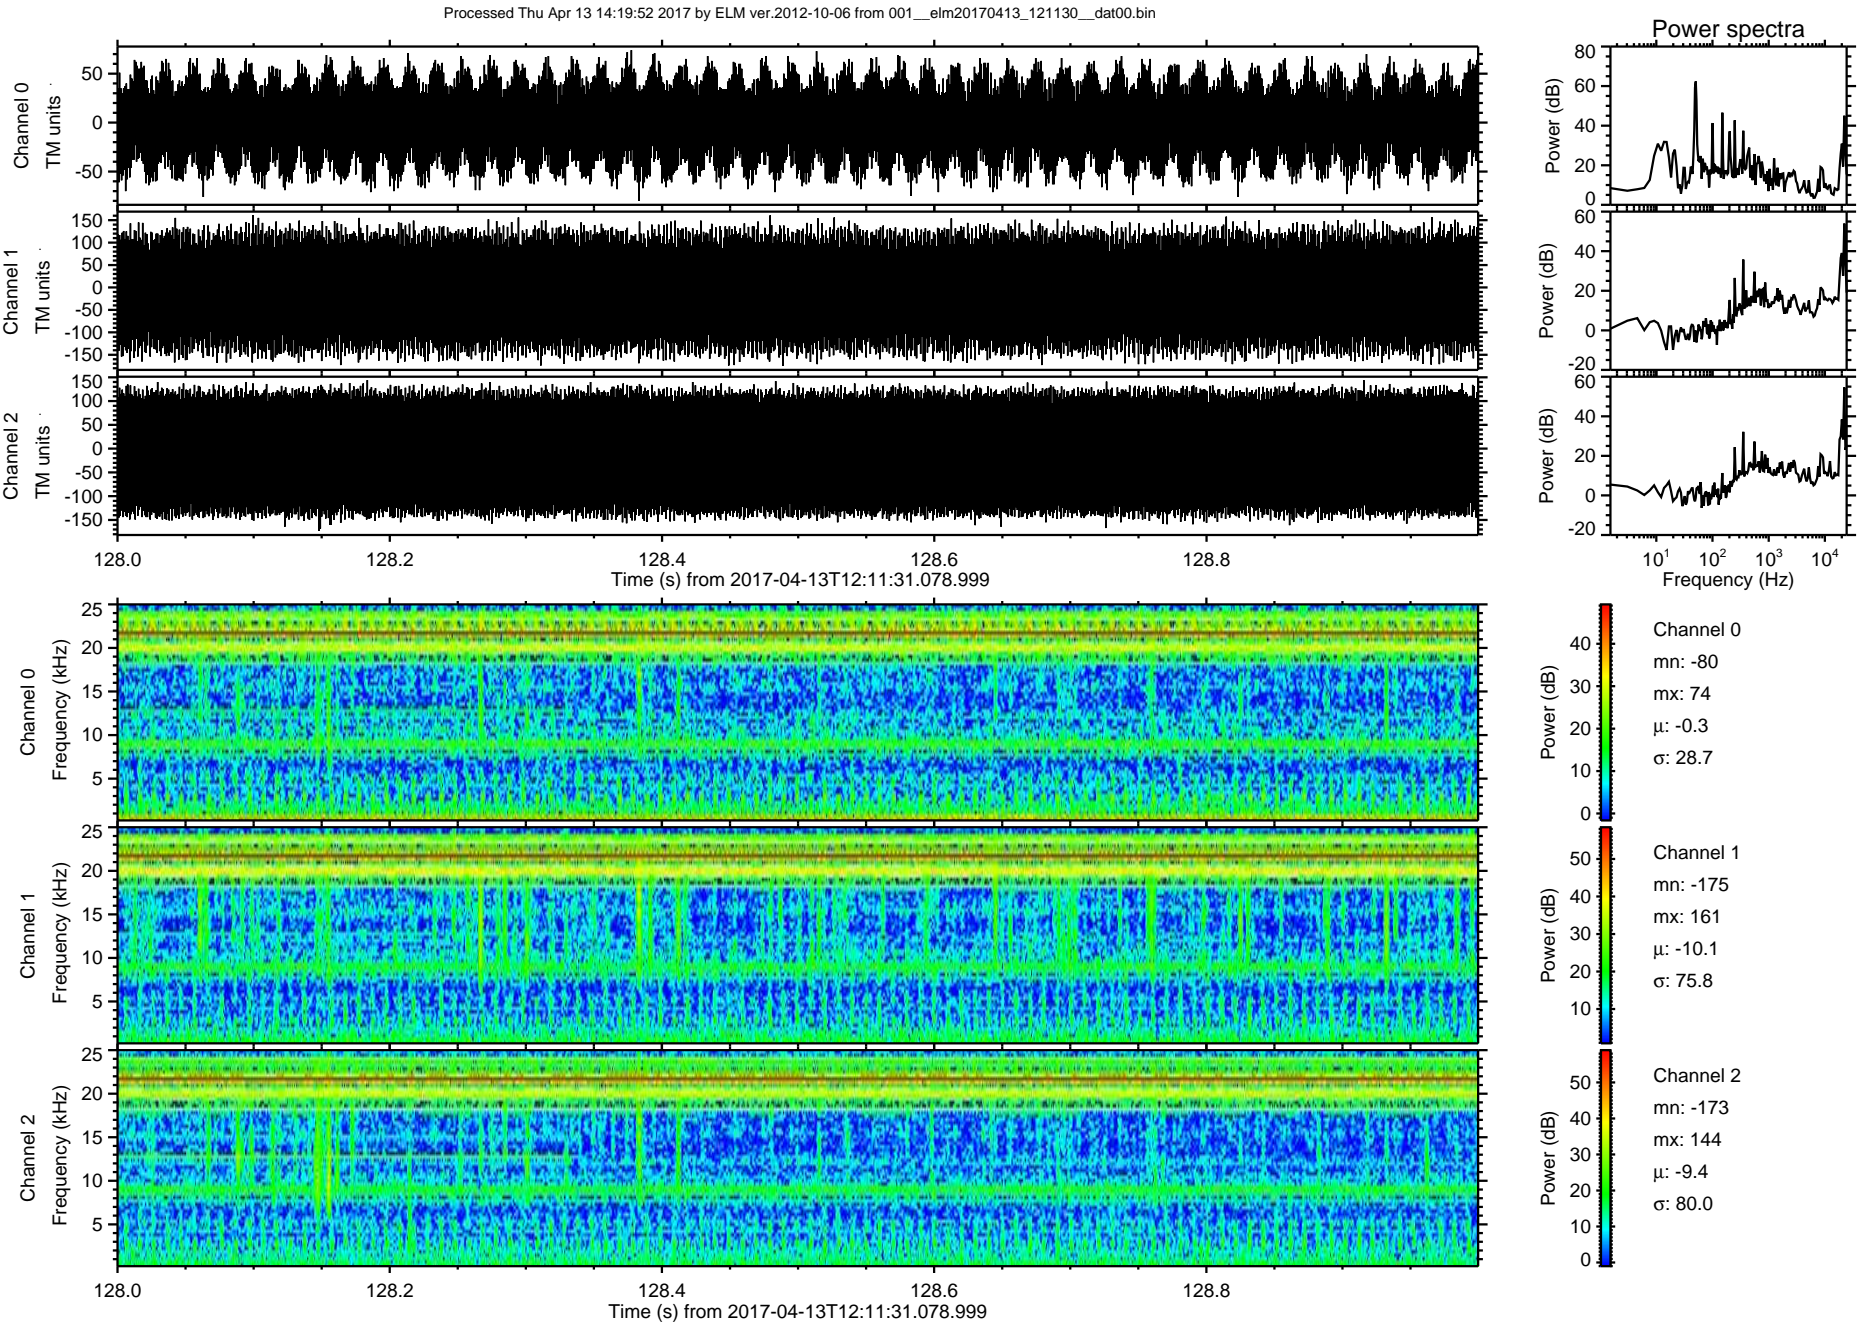 Processed Thu Apr 13 14:19:52 2017 by ELM ver.2012-10-06 from 001__elm20170413_121130__dat00.bin
Power spectra
Channel 0
TM units
50
0
-50
Power (dB)
80
60
40
20
0
Channel 1
TM units
150
100
50
0
-50
-100
-150
Power (dB)
60
40
20
0
-20
Channel 2
TM units
150
100
50
0
-50
-100
-150
Power (dB)
60
40
20
0
-20
128.0 128.2 128.4 128.6 128.8
Time (s) from 2017-04-13T12:11:31.078.999
10^1 10^2 10^3 10^4
Frequency (Hz)
Channel 0
Frequency (kHz)
25
20
15
10
5
Power (dB)
40
30
20
10
0
Channel 0
mn: -80
mx: 74
μ: -0.3
σ: 28.7
Channel 1
Frequency (kHz)
25
20
15
10
5
Power (dB)
50
40
30
20
10
Channel 1
mn: -175
mx: 161
μ: -10.1
σ: 75.8
Channel 2
Frequency (kHz)
25
20
15
10
5
Power (dB)
50
40
30
20
10
0
Channel 2
mn: -173
mx: 144
μ: -9.4
σ: 80.0
128.0 128.2 128.4 128.6 128.8
Time (s) from 2017-04-13T12:11:31.078.999